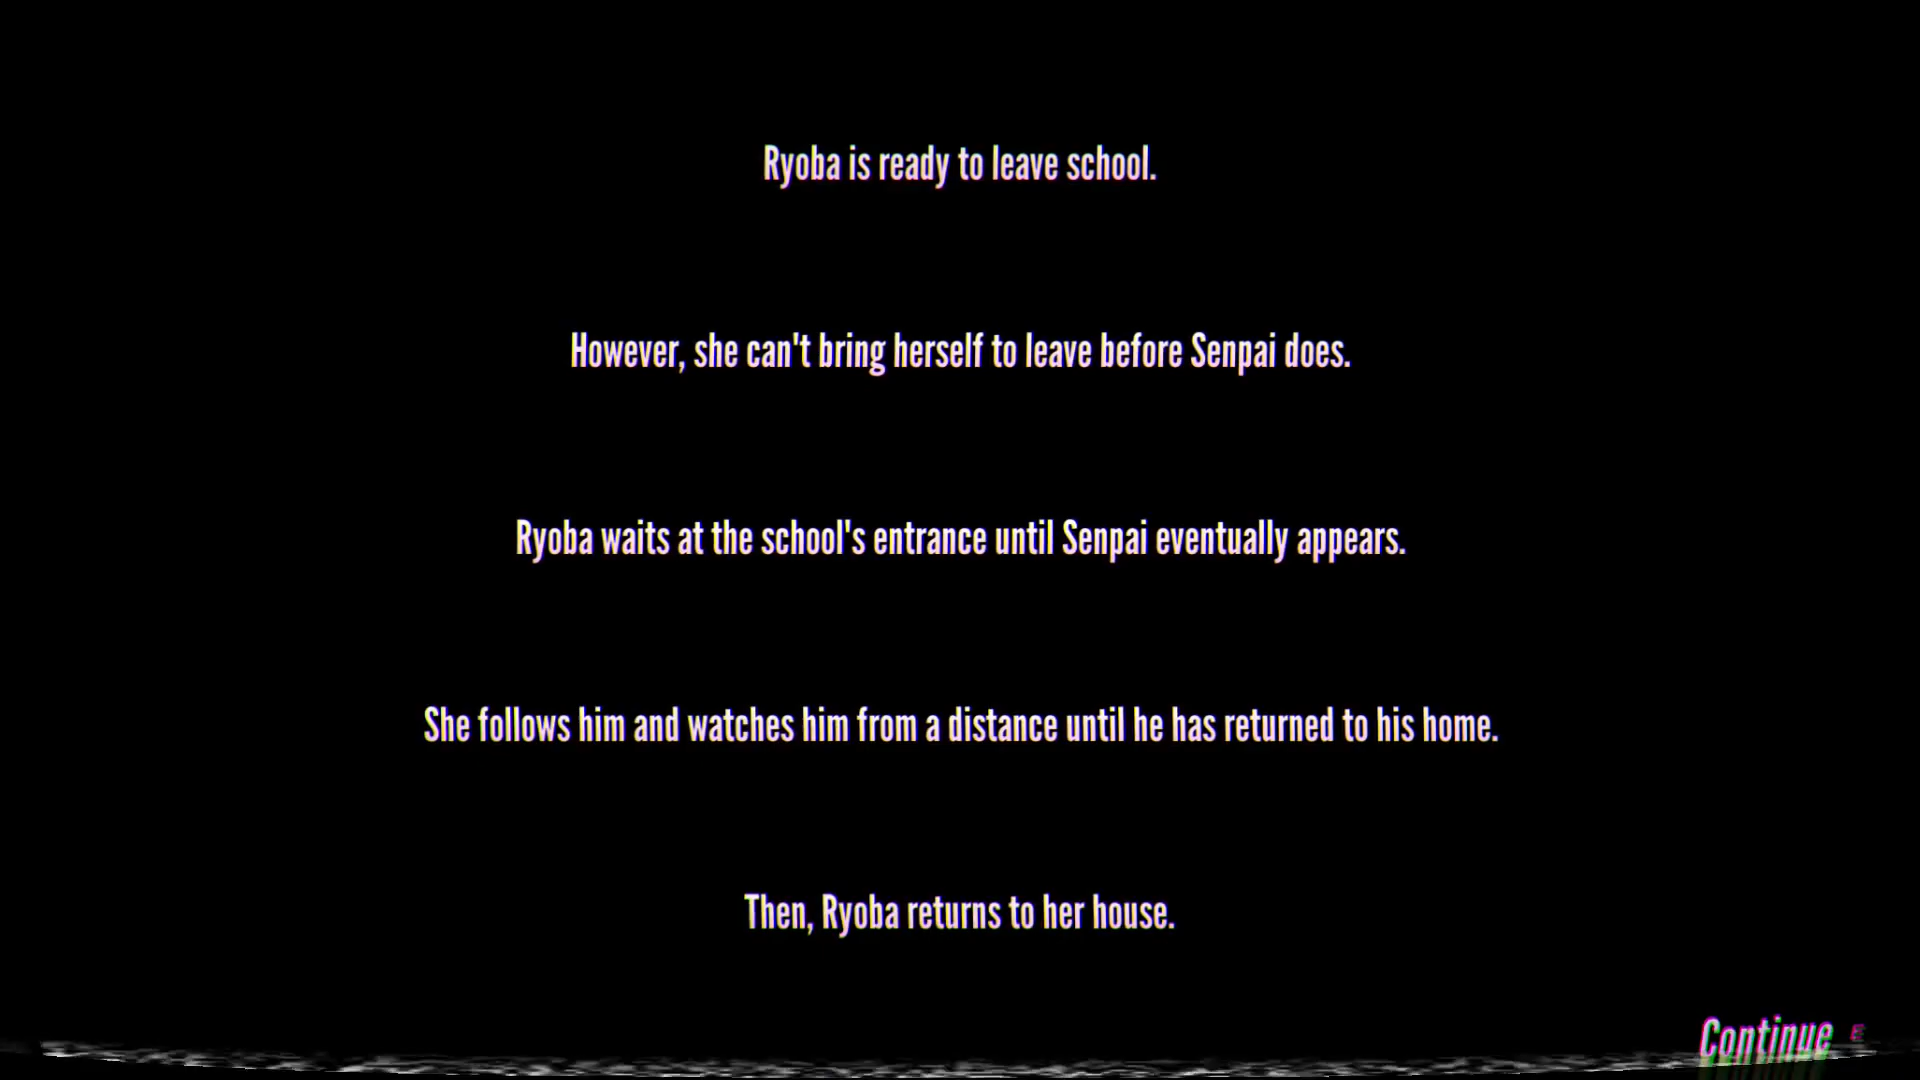 Ryoba is ready to leave school.
However, she can't bring herself to leave before Senpai does.
Ryoba waits at the school's entrance until Senpai eventually appears.
She follows him and watches him from a distance until he has returned to his home.
Then, Ryoba returns to her house.
Continue E